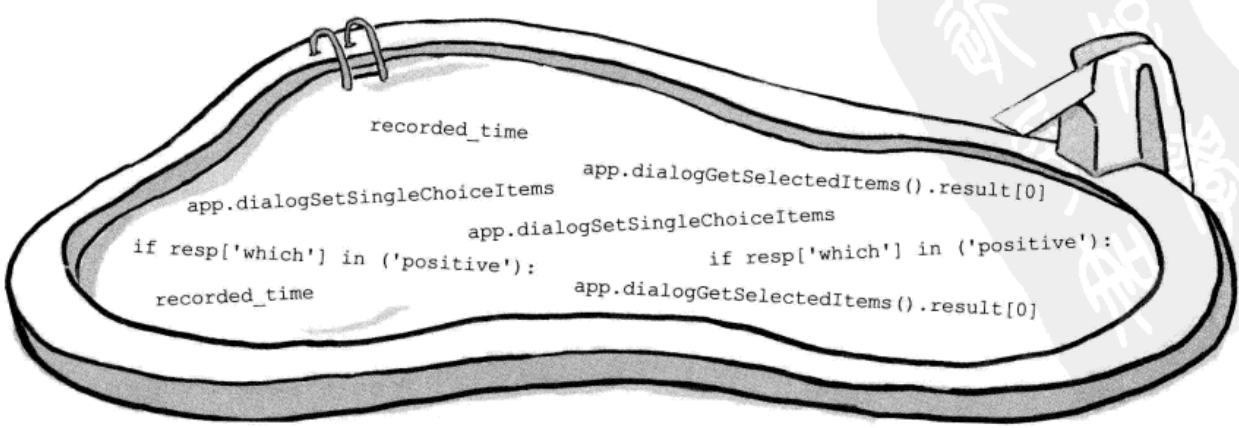 recorded_time
app.dialogGetSelectedItems().result[0]
app.dialogSetSingleChoiceItems
app.dialogSetSingleChoiceItems
if resp['which'] in ('positive'):
if resp['which'] in ('positive'):
recorded_time
app.dialogGetSelectedItems().result[0]